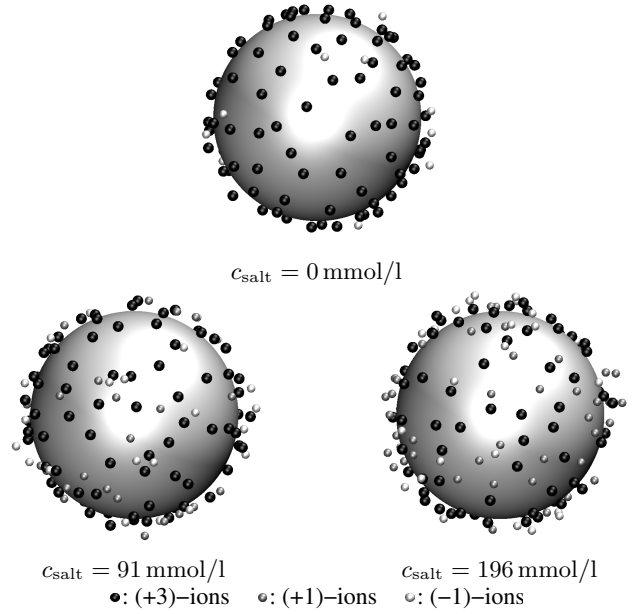 c_salt = 0 mmol/l
c_salt = 91 mmol/l
c_salt = 196 mmol/l
●: (+3)−ions ●: (+1)−ions ●: (−1)−ions